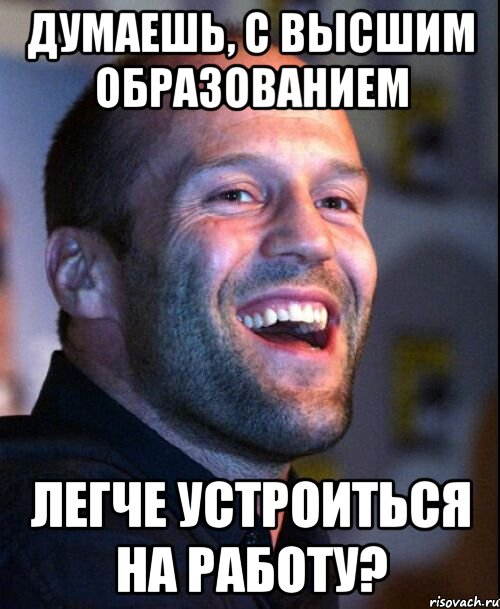 ДУМАЕШЬ, С ВЫСШИМ
ОБРАЗОВАНИЕМ
ЛЕГЧЕ УСТРОИТЬСЯ
НА РАБОТУ?
risovach.ru